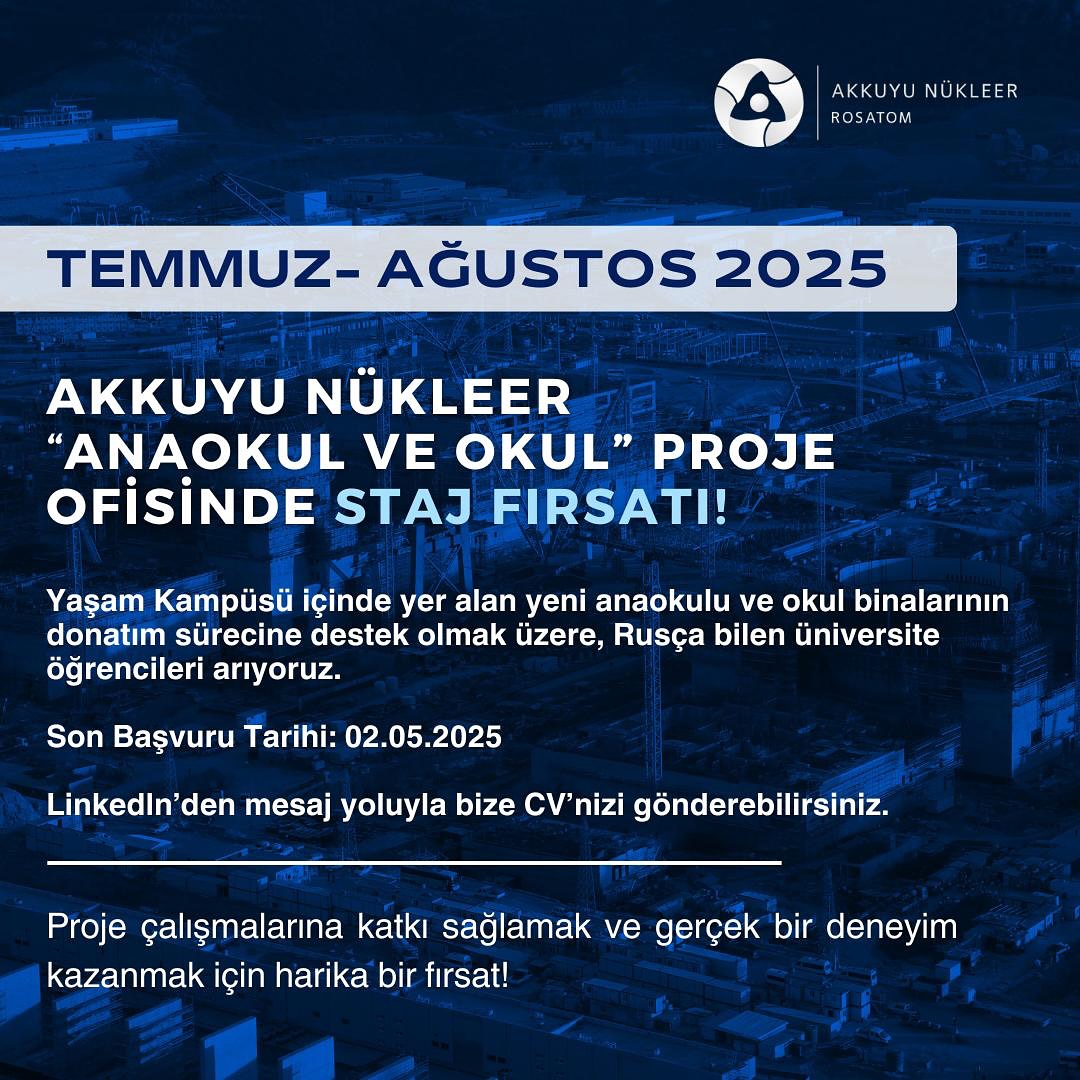 AKKUYU NÜKLEER
ROSATOM
TEMMUZ- AĞUSTOS 2025
AKKUYU NÜKLEER
“ANAOKUL VE OKUL” PROJE
OFİSİNDE STAJ FIRSATI!
Yaşam Kampüsü içinde yer alan yeni anaokulu ve okul binalarının
donatım sürecine destek olmak üzere, Rusça bilen üniversite
öğrencileri arıyoruz.
Son Başvuru Tarihi: 02.05.2025
LinkedIn’den mesaj yoluyla bize CV’nizi gönderebilirsiniz.
Proje çalışmalarına katkı sağlamak ve gerçek bir deneyim
kazanmak için harika bir fırsat!